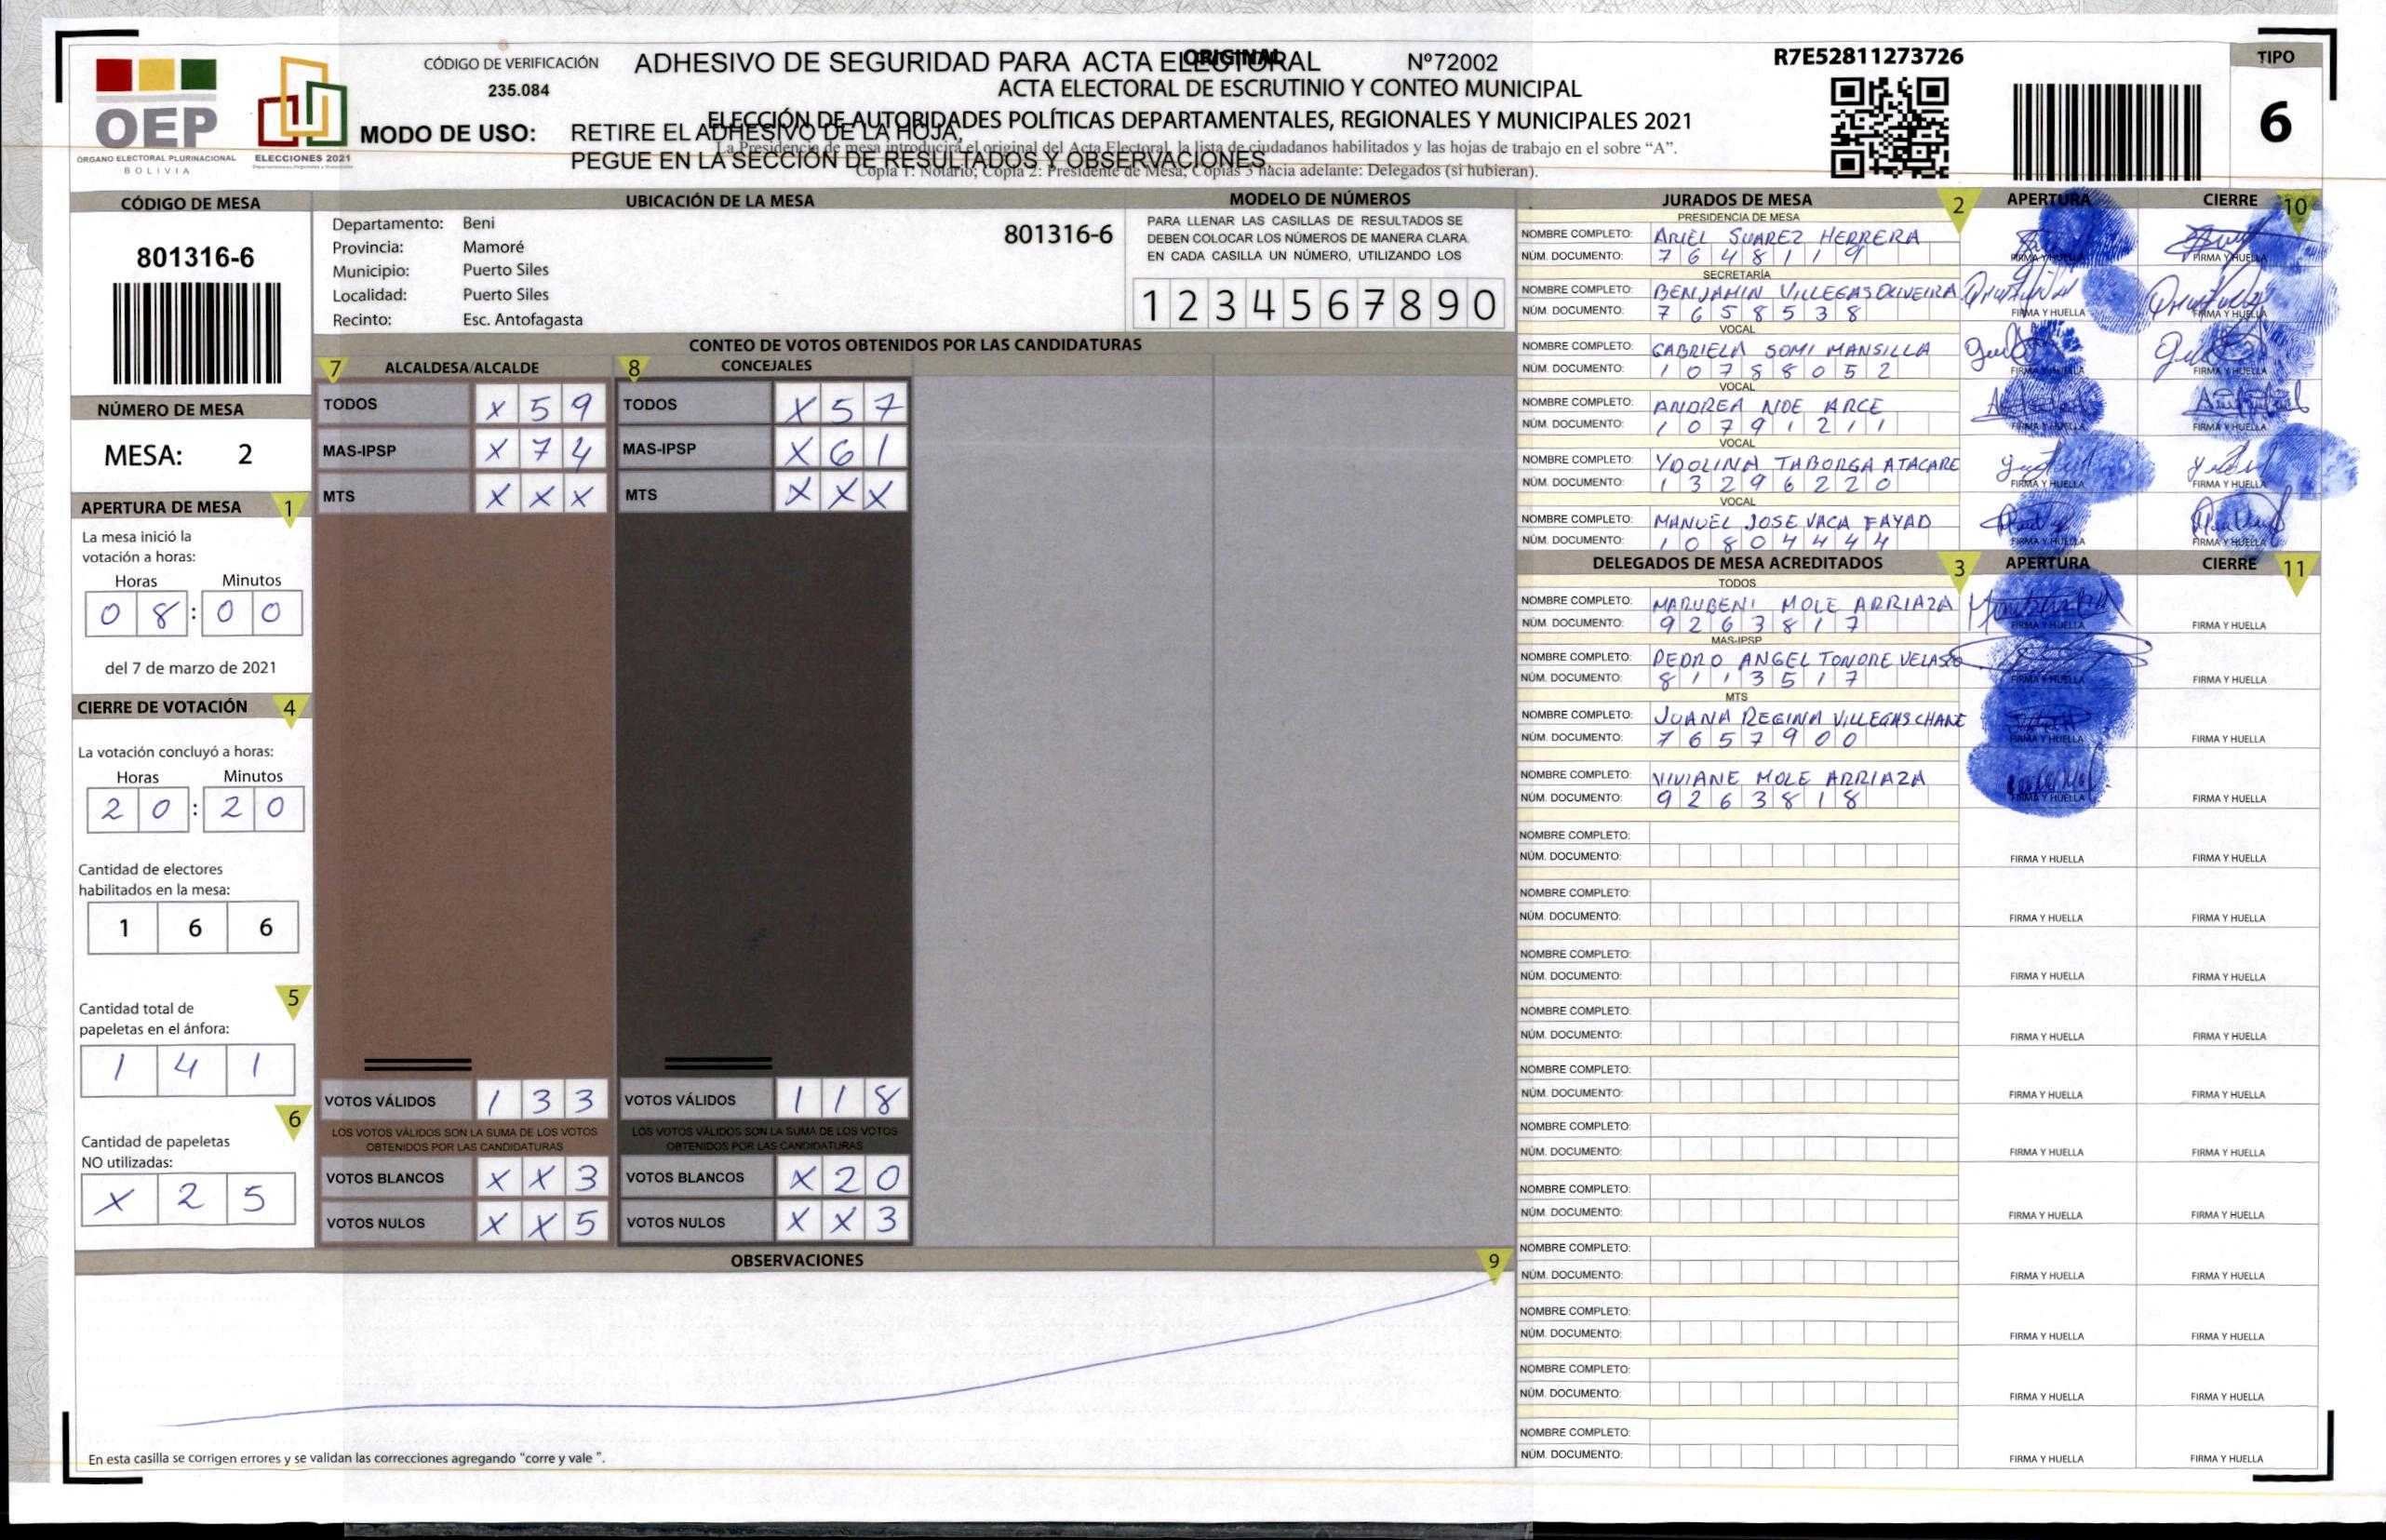 CÓDIGO DE VERIFICACIÓN
235.084
ADHESIVO DE SEGURIDAD PARA ACTA ELECTORAL Nº72002
ORIGINAL
ACTA ELECTORAL DE ESCRUTINIO Y CONTEO MUNICIPAL
ELECCIÓN DE AUTORIDADES POLÍTICAS DEPARTAMENTALES, REGIONALES Y MUNICIPALES 2021
MODO DE USO: RETIRE EL ADHESIVO DE LA HOJA,
PEGUE EN LA SECCIÓN DE RESULTADOS Y OBSERVACIONES.
La Presidencia de mesa introducirá el original del Acta Electoral, la lista de ciudadanos habilitados y las hojas de trabajo en el sobre “A”.
Copia 1: Notario; Copia 2: Presidente de Mesa; Copias 3 hacia adelante: Delegados (si hubieran).
R7E52811273726
TIPO
6
OEP
ÓRGANO ELECTORAL PLURINACIONAL
BOLIVIA
ELECCIONES 2021
CÓDIGO DE MESA
801316-6
NÚMERO DE MESA
MESA: 2
APERTURA DE MESA 1
La mesa inició la
votación a horas:
Horas Minutos
0 8 : 0 0
del 7 de marzo de 2021
CIERRE DE VOTACIÓN 4
La votación concluyó a horas:
Horas Minutos
2 0 : 2 0
Cantidad de electores
habilitados en la mesa:
1 6 6
5
Cantidad total de
papeletas en el ánfora:
1 4 1
6
Cantidad de papeletas
NO utilizadas:
X 2 5
UBICACIÓN DE LA MESA
Departamento: Beni
Provincia: Mamoré
Municipio: Puerto Siles
Localidad: Puerto Siles
Recinto: Esc. Antofagasta
801316-6
MODELO DE NÚMEROS
PARA LLENAR LAS CASILLAS DE RESULTADOS SE
DEBEN COLOCAR LOS NÚMEROS DE MANERA CLARA.
EN CADA CASILLA UN NÚMERO, UTILIZANDO LOS
1 2 3 4 5 6 7 8 9 0
CONTEO DE VOTOS OBTENIDOS POR LAS CANDIDATURAS
7 ALCALDESA/ALCALDE
TODOS X 5 9
MAS-IPSP X 7 4
MTS X X X
VOTOS VÁLIDOS 1 3 3
LOS VOTOS VÁLIDOS SON LA SUMA DE LOS VOTOS
OBTENIDOS POR LAS CANDIDATURAS
VOTOS BLANCOS X X 3
VOTOS NULOS X X 5
8 CONCEJALES
TODOS X 5 7
MAS-IPSP X 6 1
MTS X X X
VOTOS VÁLIDOS 1 1 8
LOS VOTOS VÁLIDOS SON LA SUMA DE LOS VOTOS
OBTENIDOS POR LAS CANDIDATURAS
VOTOS BLANCOS X 2 0
VOTOS NULOS X X 3
OBSERVACIONES 9
En esta casilla se corrigen errores y se validan las correcciones agregando "corre y vale ".
JURADOS DE MESA 2 APERTURA CIERRE 10
PRESIDENCIA DE MESA
NOMBRE COMPLETO: ARIEL SUAREZ HERRERA
NÚM. DOCUMENTO: 7 6 4 8 1 1 9 FIRMA Y HUELLA FIRMA Y HUELLA
SECRETARÍA
NOMBRE COMPLETO: BENJAMIN VILLEGAS OLIVEIRA
NÚM. DOCUMENTO: 7 6 5 8 5 3 8 FIRMA Y HUELLA FIRMA Y HUELLA
VOCAL
NOMBRE COMPLETO: GABRIELA SOMI MANSILLA
NÚM. DOCUMENTO: 1 0 7 8 8 0 5 2 FIRMA Y HUELLA FIRMA Y HUELLA
VOCAL
NOMBRE COMPLETO: ANDREA NOE ARCE
NÚM. DOCUMENTO: 1 0 7 9 1 2 1 1 FIRMA Y HUELLA FIRMA Y HUELLA
VOCAL
NOMBRE COMPLETO: YDOLINA TABORGA ATACARE
NÚM. DOCUMENTO: 1 3 2 9 6 2 2 0 FIRMA Y HUELLA FIRMA Y HUELLA
VOCAL
NOMBRE COMPLETO: MANUEL JOSE VACA FAYAD
NÚM. DOCUMENTO: 1 0 8 0 4 4 4 4 FIRMA Y HUELLA FIRMA Y HUELLA
DELEGADOS DE MESA ACREDITADOS 3 APERTURA CIERRE 11
TODOS
NOMBRE COMPLETO: MARUBENI MOLE ARRIAZA
NÚM. DOCUMENTO: 9 2 6 3 8 1 7 FIRMA Y HUELLA FIRMA Y HUELLA
MAS-IPSP
NOMBRE COMPLETO: PEDRO ANGEL TONORE VELASCO
NÚM. DOCUMENTO: 8 1 1 3 5 1 7 FIRMA Y HUELLA FIRMA Y HUELLA
MTS
NOMBRE COMPLETO: JUANA REGINA VILLEGAS CHANE
NÚM. DOCUMENTO: 7 6 5 7 9 0 0 FIRMA Y HUELLA FIRMA Y HUELLA
NOMBRE COMPLETO: VIVIANE MOLE ARRIAZA
NÚM. DOCUMENTO: 9 2 6 3 8 1 8 FIRMA Y HUELLA FIRMA Y HUELLA
NOMBRE COMPLETO:
NÚM. DOCUMENTO: FIRMA Y HUELLA FIRMA Y HUELLA
NOMBRE COMPLETO:
NÚM. DOCUMENTO: FIRMA Y HUELLA FIRMA Y HUELLA
NOMBRE COMPLETO:
NÚM. DOCUMENTO: FIRMA Y HUELLA FIRMA Y HUELLA
NOMBRE COMPLETO:
NÚM. DOCUMENTO: FIRMA Y HUELLA FIRMA Y HUELLA
NOMBRE COMPLETO:
NÚM. DOCUMENTO: FIRMA Y HUELLA FIRMA Y HUELLA
NOMBRE COMPLETO:
NÚM. DOCUMENTO: FIRMA Y HUELLA FIRMA Y HUELLA
NOMBRE COMPLETO:
NÚM. DOCUMENTO: FIRMA Y HUELLA FIRMA Y HUELLA
NOMBRE COMPLETO:
NÚM. DOCUMENTO: FIRMA Y HUELLA FIRMA Y HUELLA
NOMBRE COMPLETO:
NÚM. DOCUMENTO: FIRMA Y HUELLA FIRMA Y HUELLA
NOMBRE COMPLETO:
NÚM. DOCUMENTO: FIRMA Y HUELLA FIRMA Y HUELLA
NOMBRE COMPLETO:
NÚM. DOCUMENTO: FIRMA Y HUELLA FIRMA Y HUELLA